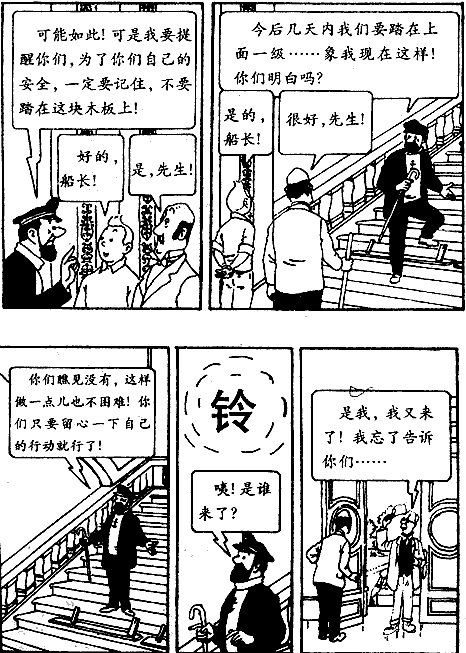 可能如此！可是我要提
醒你们，为了你们自己的
安全，一定要记住，不要
踏在这块木板上！
好的，
船长！
是，先生！
今后几天内我们要踏在上
面一级……象我现在这样！
你们明白吗？
是的，
船长！
很好，先生！
你们瞧见没有，这样
做一点儿也不困难！你
们只要留心一下自己
的行动就行了！
铃
咦！是谁
来了？
是我，我又来
了！我忘了告诉
你们……